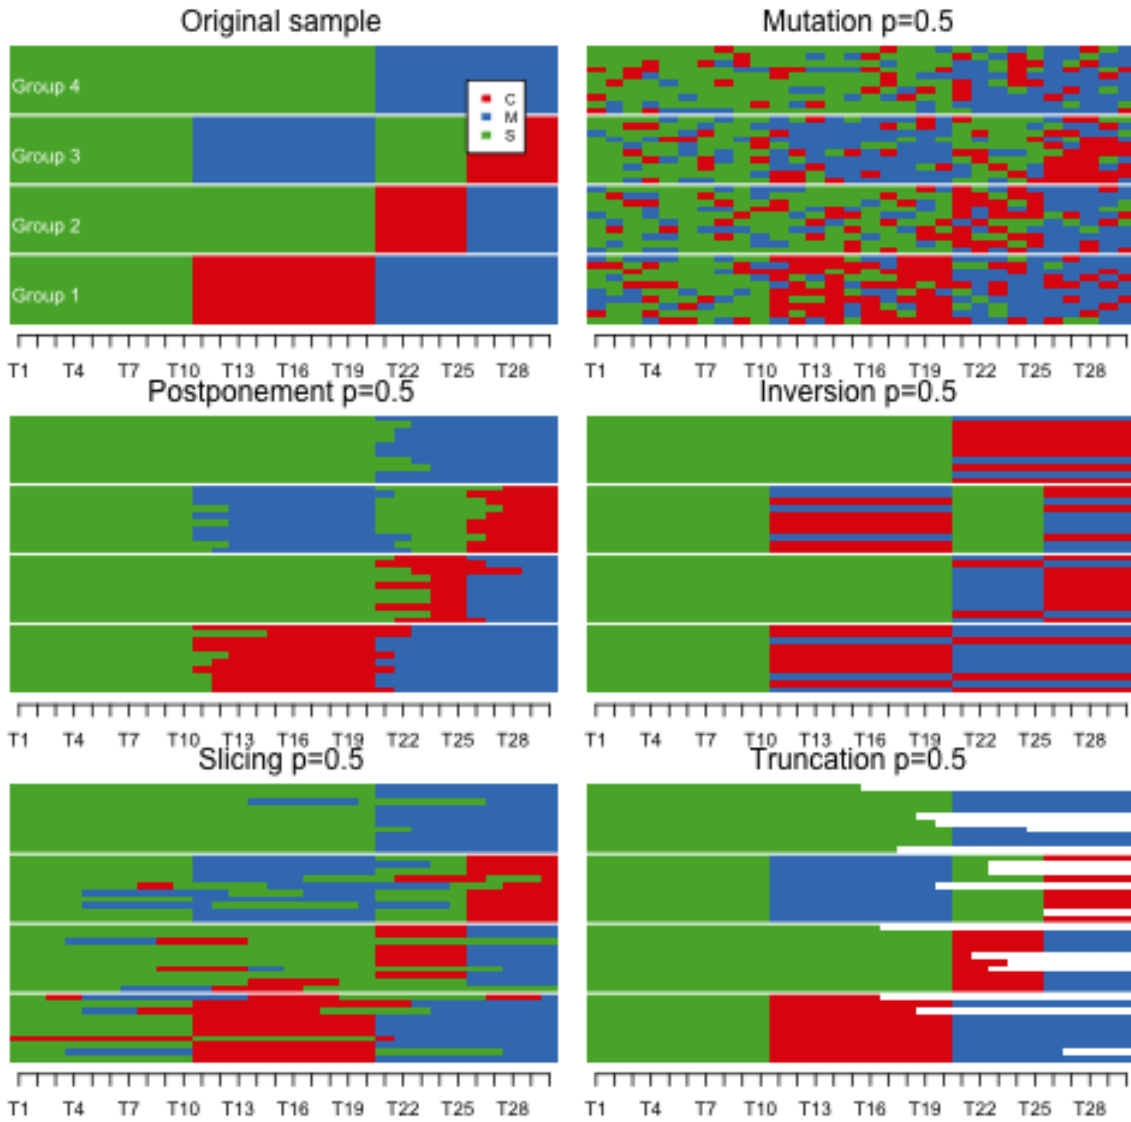 Original sample
Mutation p=0.5
Group 4
Group 3
Group 2
Group 1
C
M
S
T1 T4 T7 T10 T13 T16 T19 T22 T25 T28
T1 T4 T7 T10 T13 T16 T19 T22 T25 T28
Postponement p=0.5
Inversion p=0.5
T1 T4 T7 T10 T13 T16 T19 T22 T25 T28
T1 T4 T7 T10 T13 T16 T19 T22 T25 T28
Slicing p=0.5
Truncation p=0.5
T1 T4 T7 T10 T13 T16 T19 T22 T25 T28
T1 T4 T7 T10 T13 T16 T19 T22 T25 T28